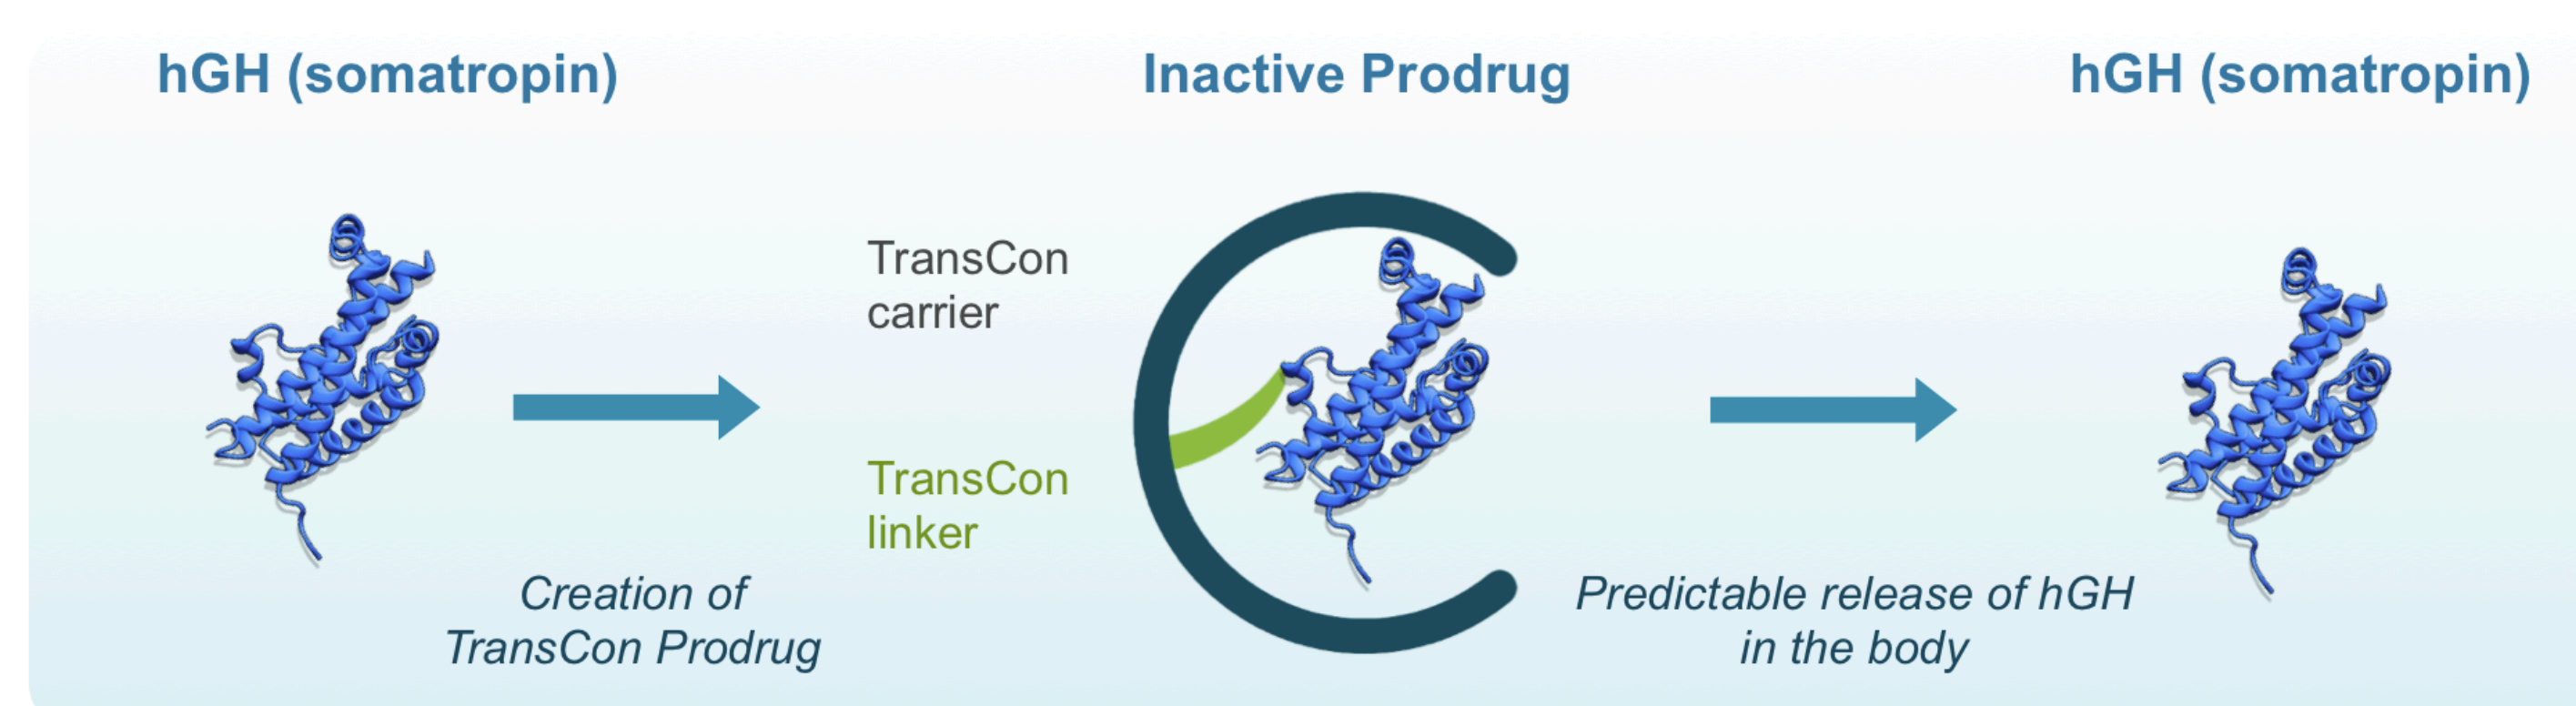 hGH (somatropin)
Inactive Prodrug
hGH (somatropin)
TransCon
carrier
TransCon
linker
Creation of
TransCon Prodrug
Predictable release of hGH
in the body